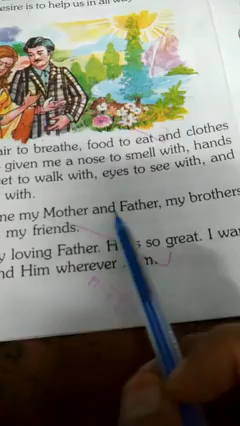 esire is to help us in all
air to breathe, food to eat and clothes
given me a nose to smell with, hands
et to walk with, eyes to see with, and
with.
me my Mother and Father, my brothers
my friends.
y loving Father. H s so great. I wa
nd Him wherever n.